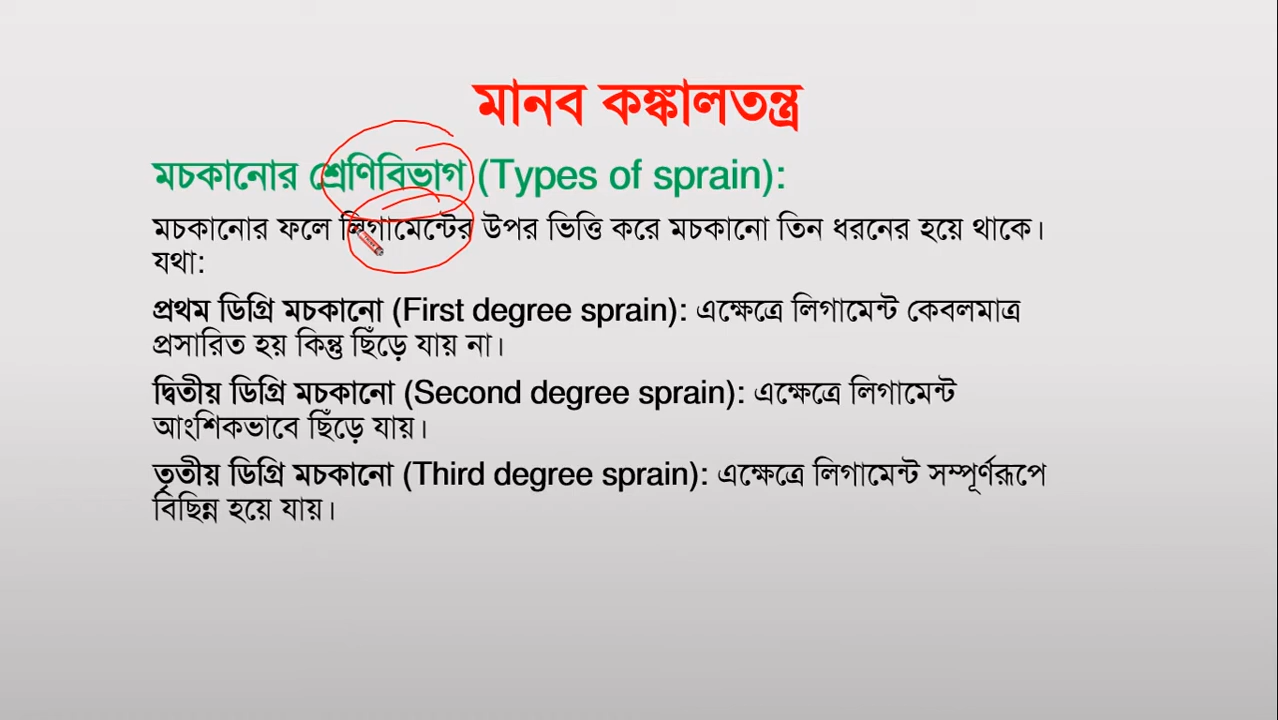 মানব কঙ্কালতন্ত্র
মচকানোর শ্রেণিবিভাগ (Types of sprain):
মচকানোর ফলে লিগামেন্টের উপর ভিত্তি করে মচকানো তিন ধরনের হয়ে থাকে।
যথা:
প্রথম ডিগ্রি মচকানো (First degree sprain): এক্ষেত্রে লিগামেন্ট কেবলমাত্র
প্রসারিত হয় কিন্তু ছিঁড়ে যায় না।
দ্বিতীয় ডিগ্রি মচকানো (Second degree sprain): এক্ষেত্রে লিগামেন্ট
আংশিকভাবে ছিঁড়ে যায়।
তৃতীয় ডিগ্রি মচকানো (Third degree sprain): এক্ষেত্রে লিগামেন্ট সম্পূর্ণরূপে
বিছিন্ন হয়ে যায়।